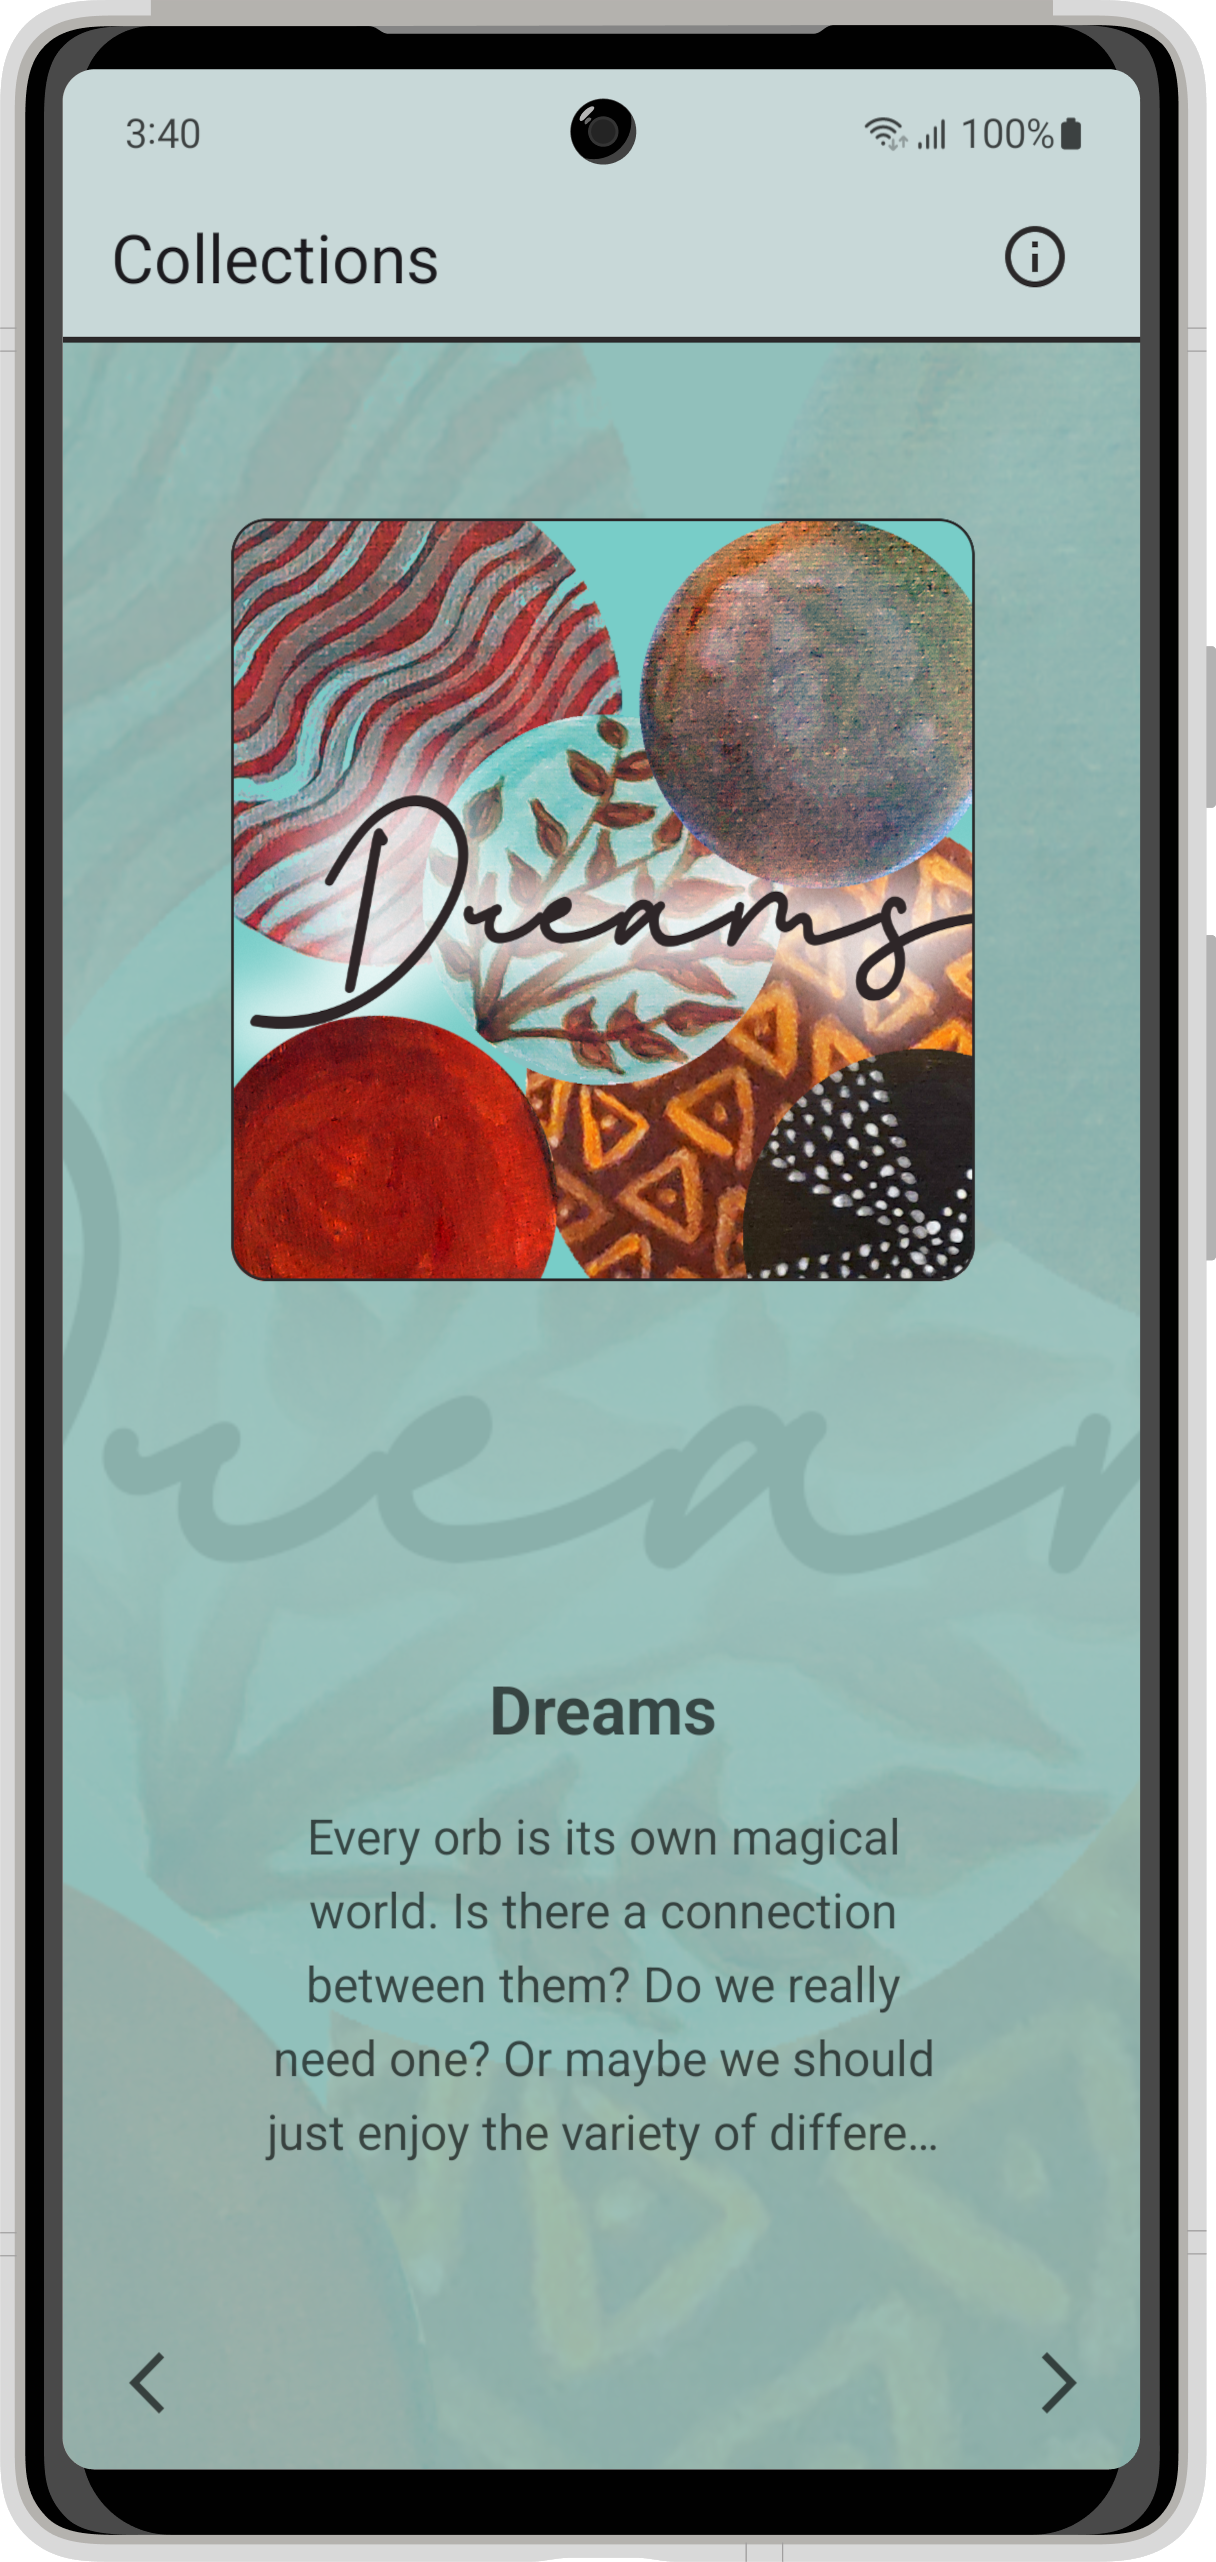 3:40
100%
Collections
Dreams
Dream
Dreams
Every orb is its own magical
world. Is there a connection
between them? Do we really
need one? Or maybe we should
just enjoy the variety of differe...